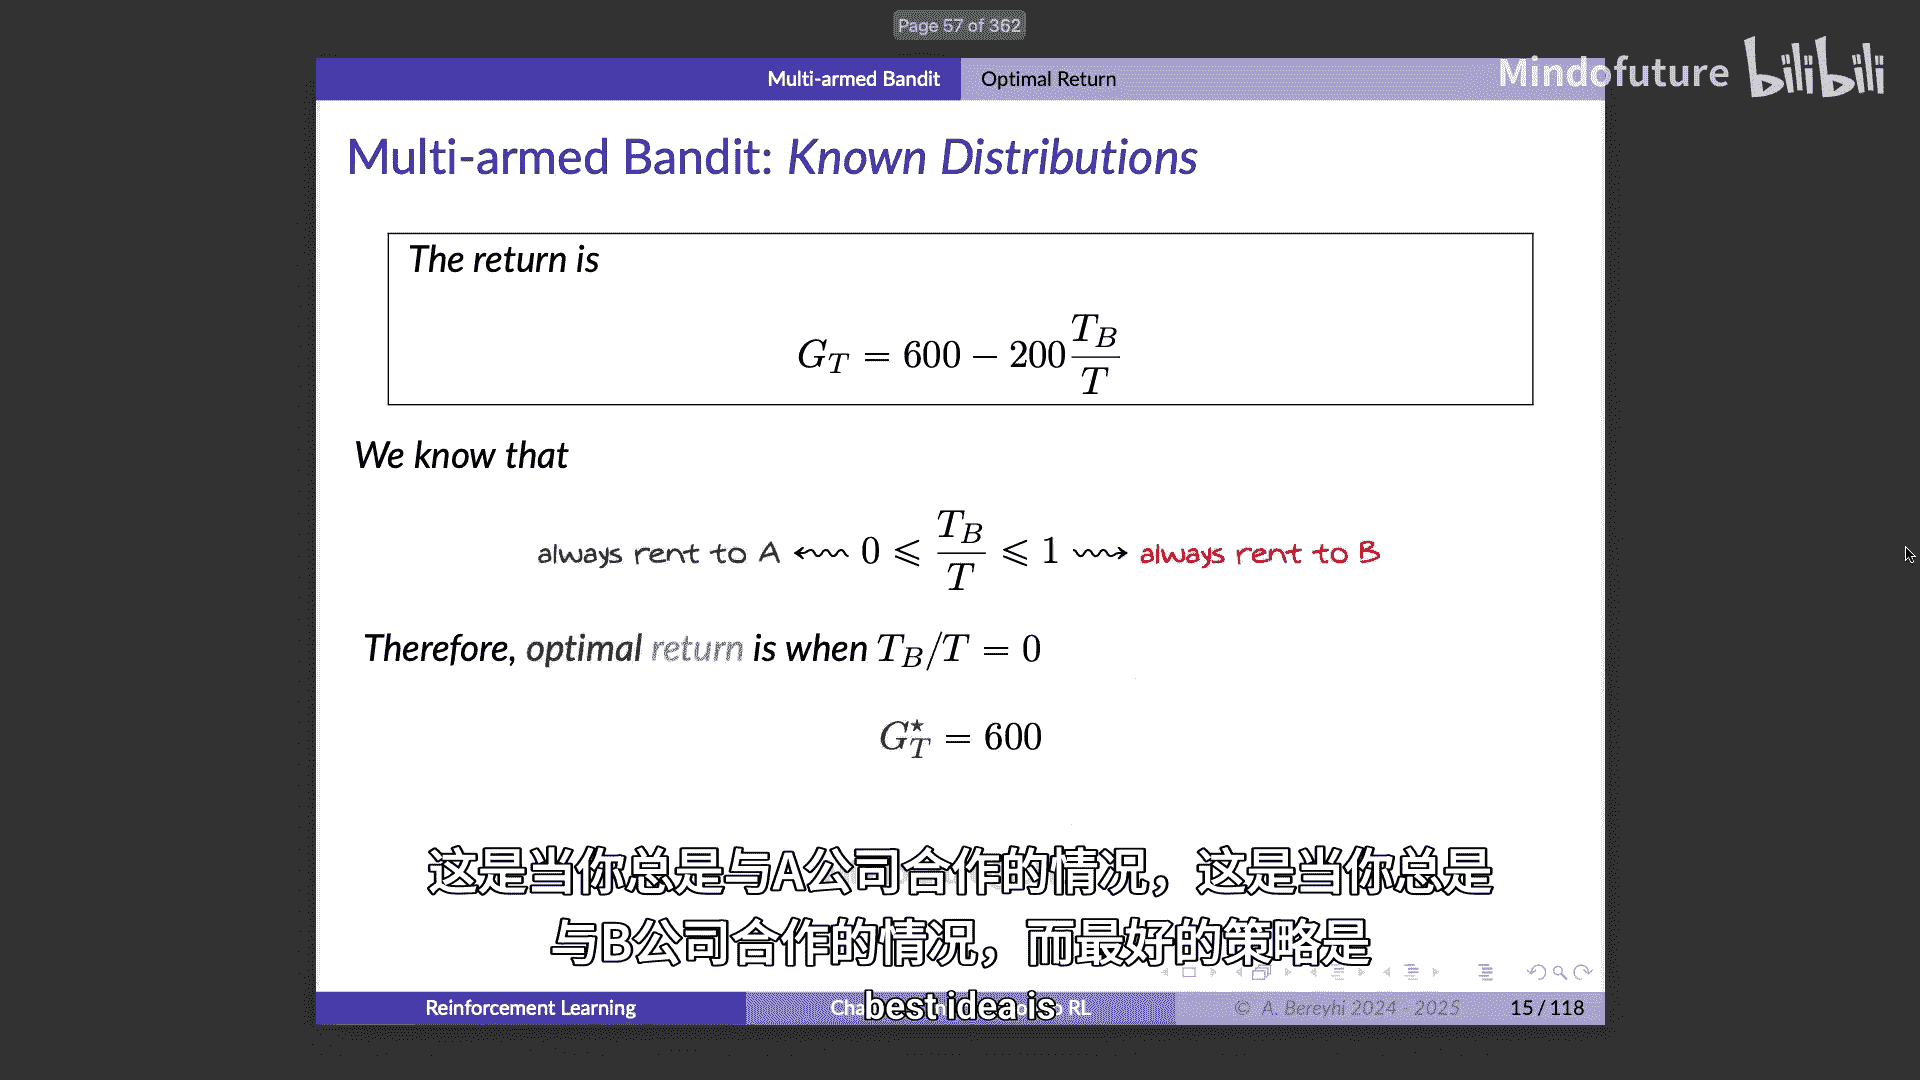 Page 57 of 362
Mindofuture bilibili
Multi-armed Bandit Optimal Return
Multi-armed Bandit: Known Distributions
The return is
G_T = 600 − 200 T_B/T
We know that
always rent to A ⇜ 0 ⩽ T_B/T ⩽ 1 ⇝ always rent to B
Therefore, optimal return is when T_B/T = 0
G_T^★ = 600
这是当你总是与A公司合作的情况，这是当你总是
与B公司合作的情况，而最好的策略是
best idea is
Reinforcement Learning RL © A. Bereyhi 2024 - 2025 15 / 118